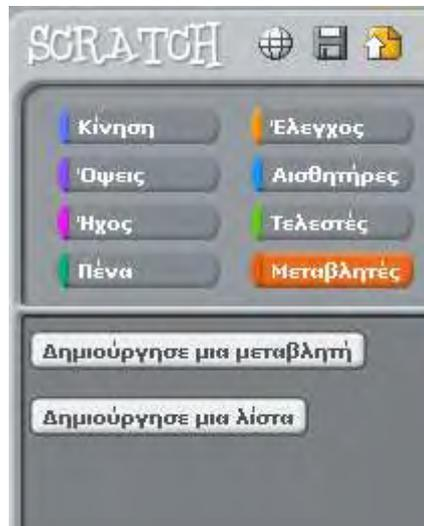 SCRATCH
Κίνηση Έλεγχος
Όψεις Αισθητήρες
Ήχος Τελεστές
Πένα Μεταβλητές
Δημιούργησε μια μεταβλητή
Δημιούργησε μια λίστα